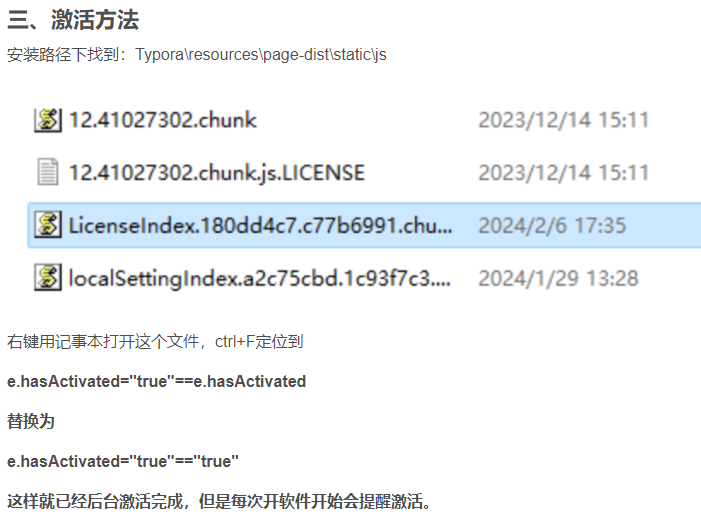 三、激活方法
安装路径下找到：Typora\resources\page-dist\static\js
12.41027302.chunk 2023/12/14 15:11
12.41027302.chunk.js.LICENSE 2023/12/14 15:11
LicenseIndex.180dd4c7.c77b6991.chu... 2024/2/6 17:35
localSettingIndex.a2c75cbd.1c93f7c3.... 2024/1/29 13:28
右键用记事本打开这个文件，ctrl+F定位到
e.hasActivated="true"==e.hasActivated
替换为
e.hasActivated="true"=="true"
这样就已经后台激活完成，但是每次开软件开始会提醒激活。